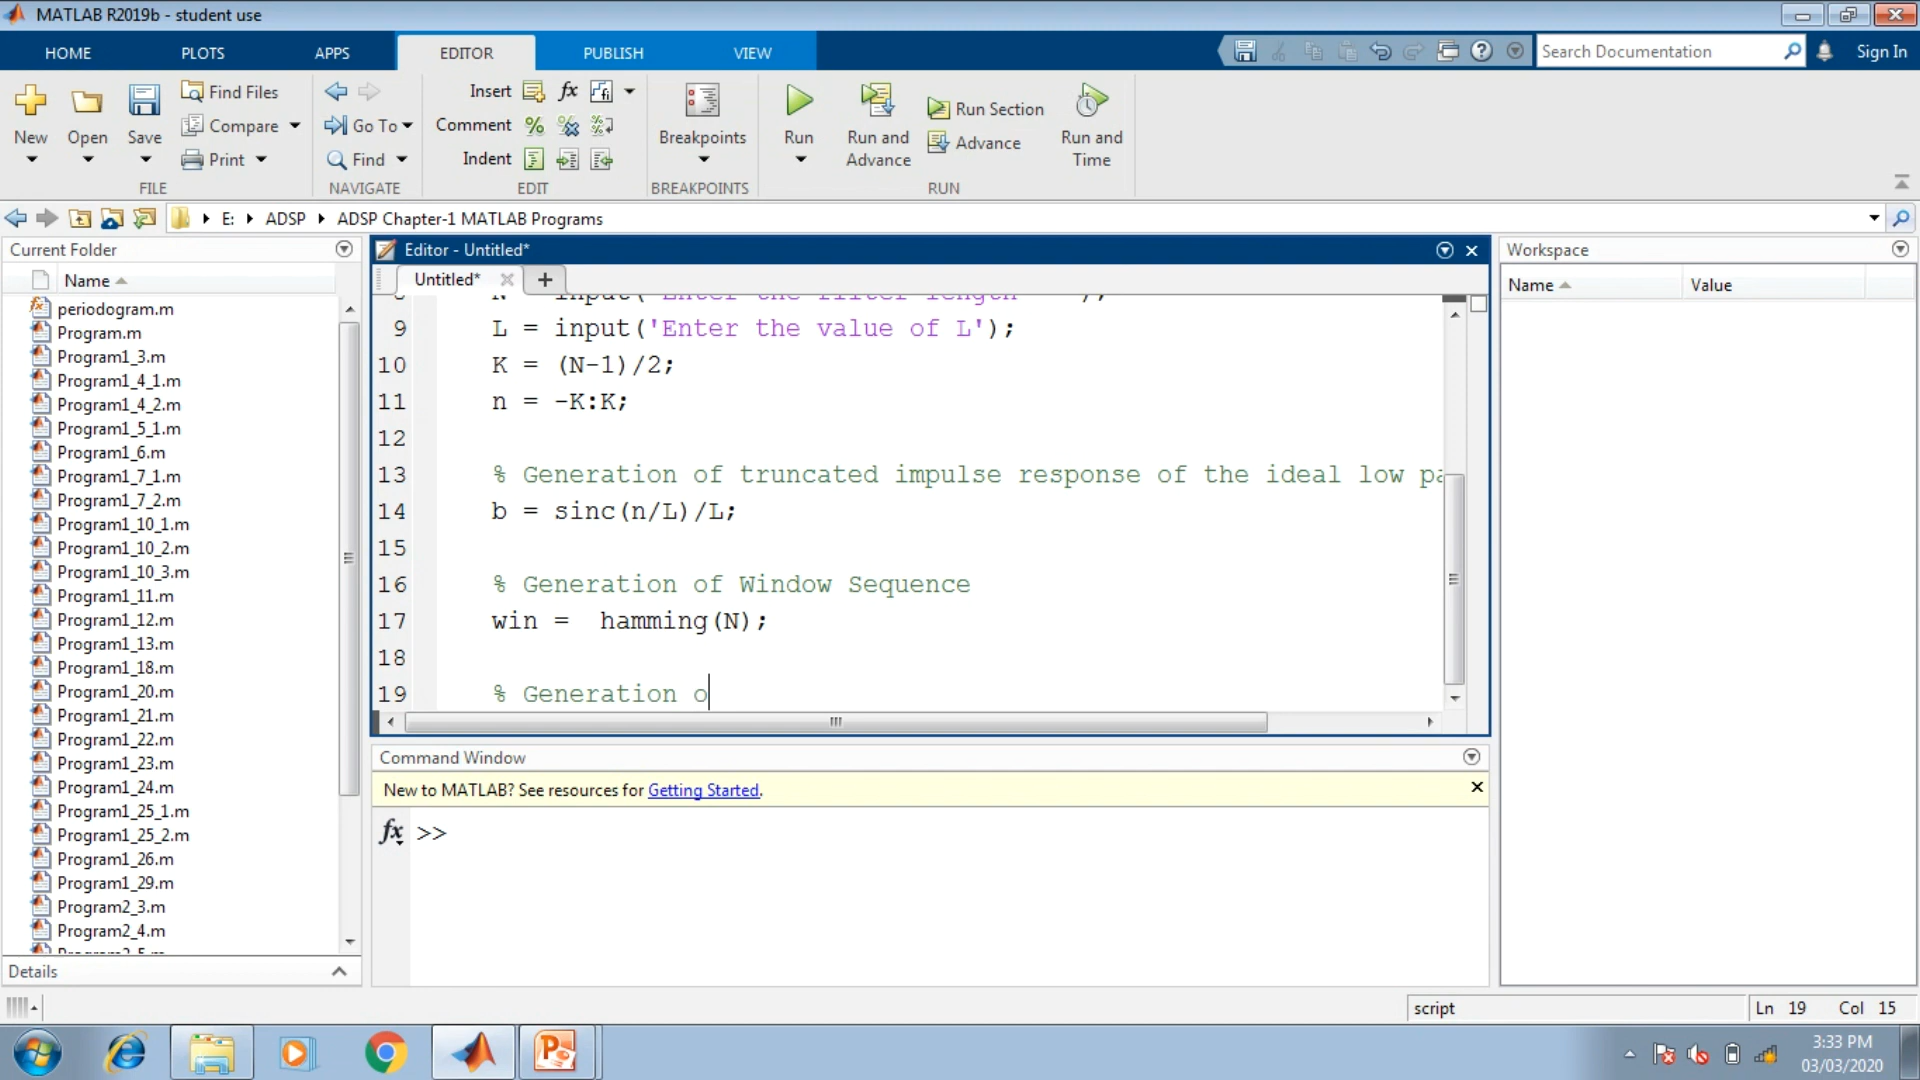 MATLAB R2019b - student use
HOME PLOTS APPS EDITOR PUBLISH VIEW
Search Documentation
Sign In
New Open Save
Find Files
Compare
Print
FILE
Go To
Find
NAVIGATE
Insert
Comment
Indent
EDIT
Breakpoints
BREAKPOINTS
Run
Run and Advance
Run Section
Advance
Run and Time
RUN
E: ADSP ADSP Chapter-1 MATLAB Programs
Current Folder
Name
periodogram.m
Program.m
Program1_3.m
Program1_4_1.m
Program1_4_2.m
Program1_5_1.m
Program1_6.m
Program1_7_1.m
Program1_7_2.m
Program1_10_1.m
Program1_10_2.m
Program1_10_3.m
Program1_11.m
Program1_12.m
Program1_13.m
Program1_18.m
Program1_20.m
Program1_21.m
Program1_22.m
Program1_23.m
Program1_24.m
Program1_25_1.m
Program1_25_2.m
Program1_26.m
Program1_29.m
Program2_3.m
Program2_4.m
Details
Editor - Untitled*
Untitled*
9 L = input('Enter the value of L');
10 K = (N-1)/2;
11 n = -K:K;
12
13 % Generation of truncated impulse response of the ideal low pa
14 b = sinc(n/L)/L;
15
16 % Generation of Window Sequence
17 win =  hamming(N);
18
19 % Generation o
Command Window
New to MATLAB? See resources for Getting Started.
fx >>
Workspace
Name Value
script
Ln 19 Col 15
3:33 PM
03/03/2020